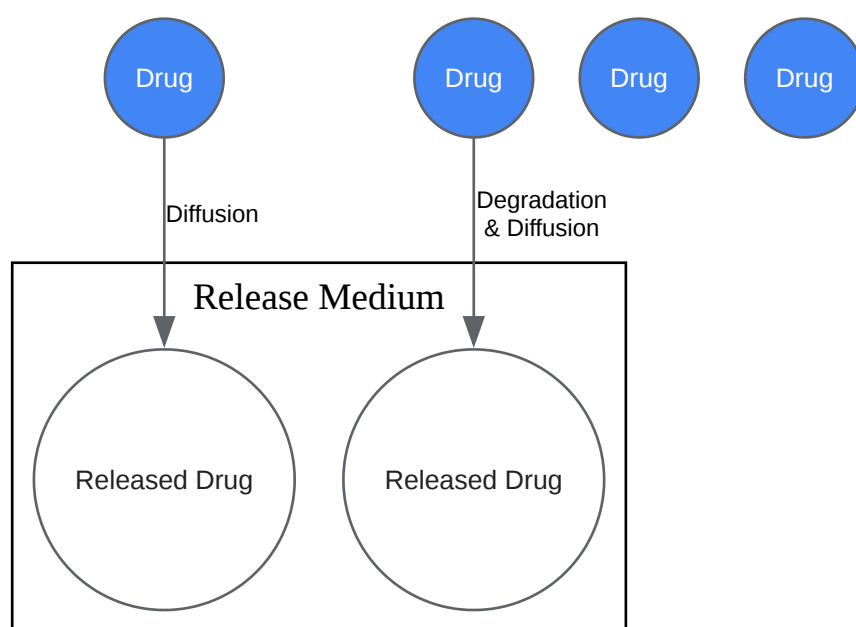 Drug
Drug
Drug
Drug
Diffusion
Degradation
& Diffusion
Release Medium
Released Drug
Released Drug